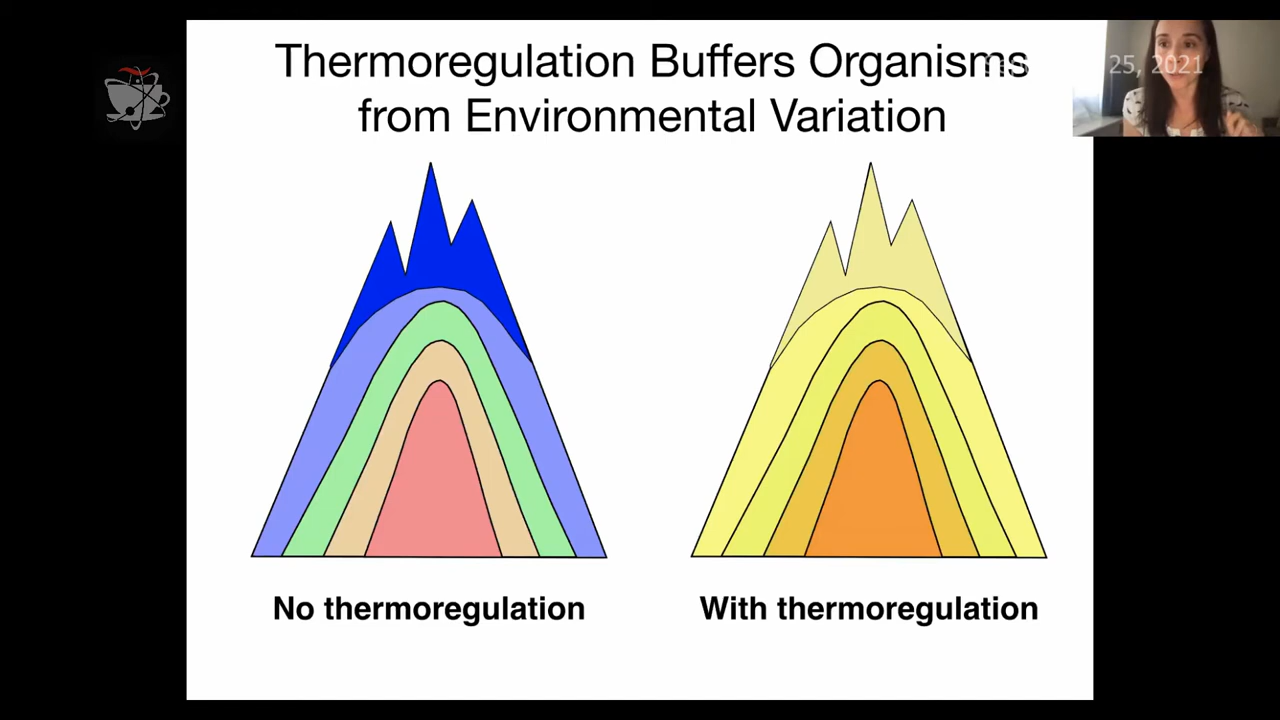 Thermoregulation Buffers Organisms
from Environmental Variation
25, 2021
No thermoregulation
With thermoregulation